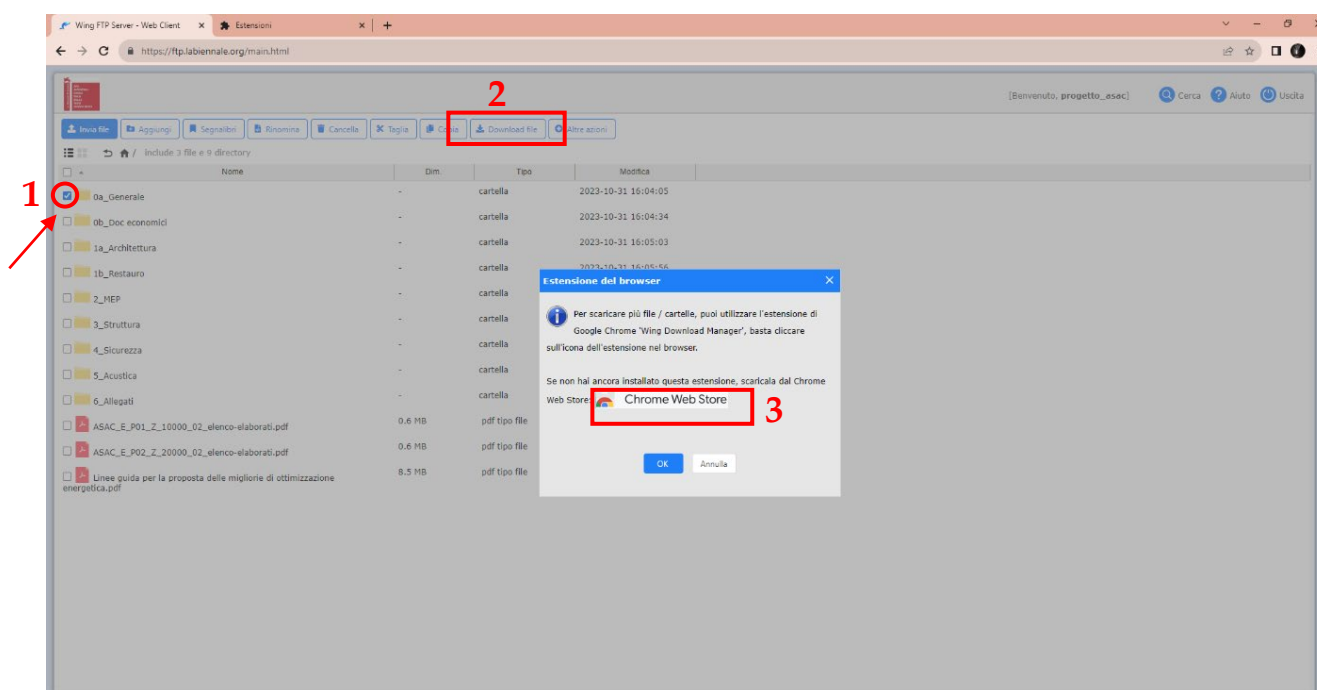 Wing FTP Server - Web Client
Estensioni
https://ftp.labiennale.org/main.html
2
[Benvenuto, progetto_asac]
Cerca
Aiuto
Uscita
Invia file
Aggiungi
Segnalibri
Rinomina
Cancella
Taglia
Copia
Download file
Altre azioni
/ include 3 file e 9 directory
Nome Dim. Tipo Modifica
1
0a_Generale - cartella 2023-10-31 16:04:05
0b_Doc economici - cartella 2023-10-31 16:04:34
1a_Architettura - cartella 2023-10-31 16:05:03
1b_Restauro - cartella 2023-10-31 16:05:56
2_MEP - cartella
3_Struttura - cartella
4_Sicurezza - cartella
5_Acustica - cartella
6_Allegati - cartella
ASAC_E_P01_Z_10000_02_elenco-elaborati.pdf 0.6 MB pdf tipo file
ASAC_E_P02_Z_20000_02_elenco-elaborati.pdf 0.6 MB pdf tipo file
Linee guida per la proposta delle migliorie di ottimizzazione 8.5 MB pdf tipo file
energetica.pdf
Estensione del browser
Per scaricare più file / cartelle, puoi utilizzare l'estensione di
Google Chrome 'Wing Download Manager', basta cliccare
sull'icona dell'estensione nel browser.
Se non hai ancora installato questa estensione, scaricala dal Chrome
Web Store: Chrome Web Store
3
OK
Annulla